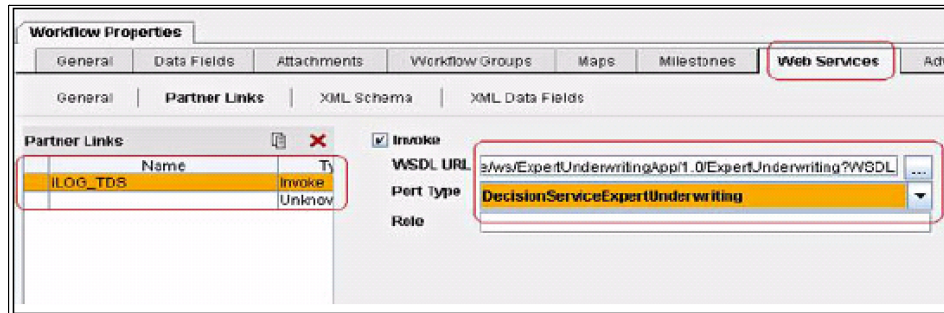 Workflow Properties
General Data Fields Attachments Workflow Groups Maps Milestones Web Services Ad
General Partner Links XML Schema XML Data Fields
Partner Links
Invoke
Name Ty
WSDL URL e/ws/ExpertUnderwritingApp/1.0/ExpertUnderwriting?WSDL ...
ILOG_TDS Invoke
Port Type DecisionServiceExpertUnderwriting
Unknow
Role